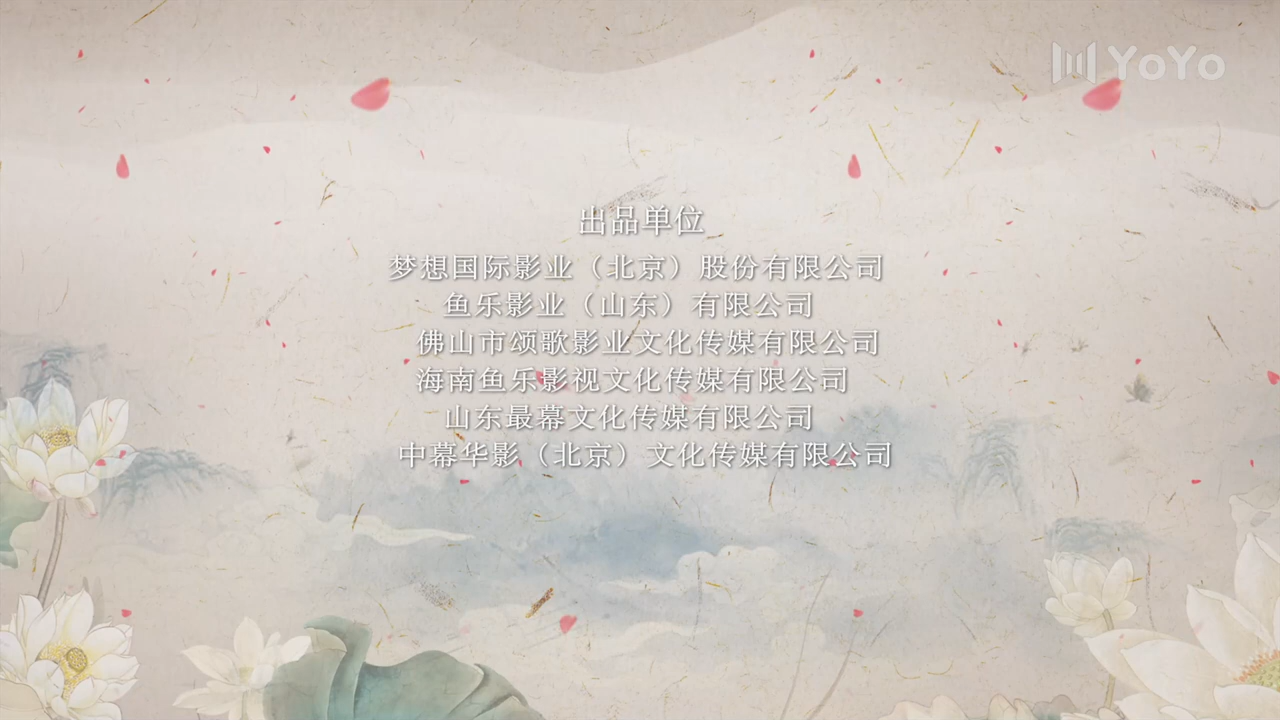 YoYo
出品单位
梦想国际影业（北京）股份有限公司
鱼乐影业（山东）有限公司
佛山市颂歌影业文化传媒有限公司
海南鱼乐影视文化传媒有限公司
山东最幕文化传媒有限公司
中幕华影（北京）文化传媒有限公司